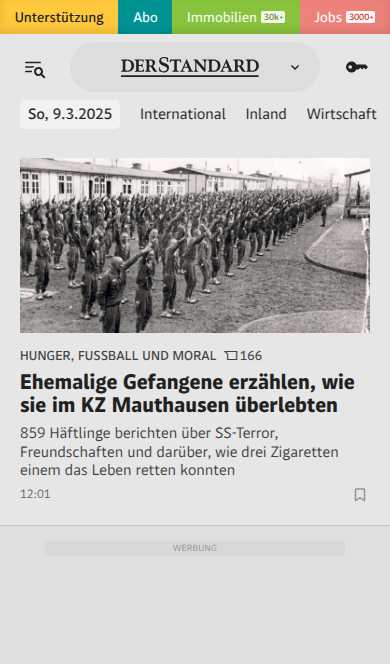 Unterstützung Abo Immobilien 30k+ Jobs 3000+
DERSTANDARD
So, 9.3.2025 International Inland Wirtschaft
HUNGER, FUSSBALL UND MORAL 166
Ehemalige Gefangene erzählen, wie
sie im KZ Mauthausen überlebten
859 Häftlinge berichten über SS-Terror,
Freundschaften und darüber, wie drei Zigaretten
einem das Leben retten konnten
12:01
WERBUNG